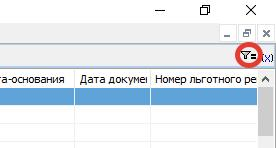 (x)
та-основания Дата докумен Номер льготного ре